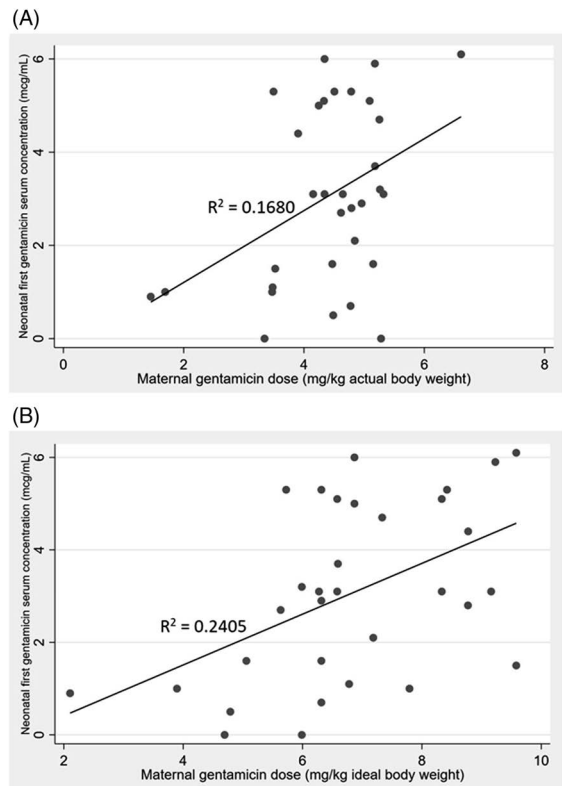 (A)
Neonatal first gentamicin serum concentration (mcg/mL)
6
4
2
0
R² = 0.1680
0 2 4 6 8
Maternal gentamicin dose (mg/kg actual body weight)
(B)
Neonatal first gentamicin serum concentration (mcg/mL)
6
4
2
0
R² = 0.2405
2 4 6 8 10
Maternal gentamicin dose (mg/kg ideal body weight)